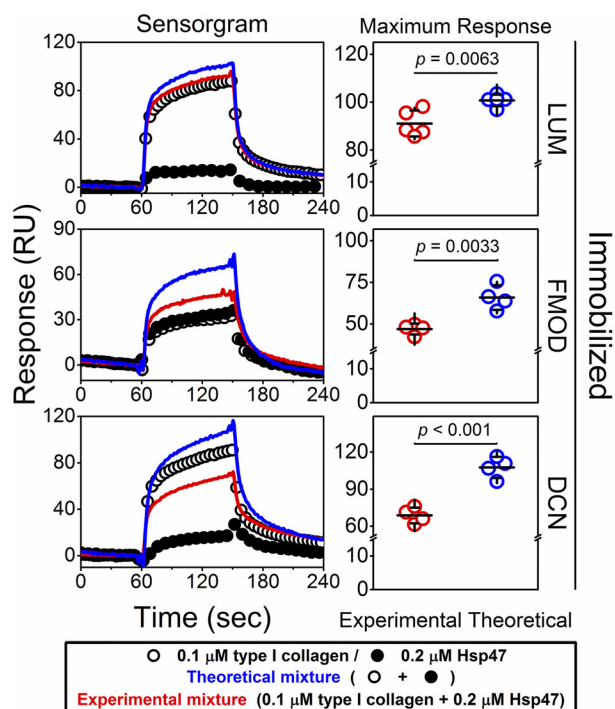 Sensorgram
Maximum Response
120
80
40
0
0 60 120 180 240
120
100
80
10
0
p = 0.0063
LUM
90
60
30
0
0 60 120 180 240
100
75
50
10
0
p = 0.0033
FMOD
120
80
40
0
0 60 120 180 240
120
90
60
10
0
p < 0.001
DCN
Response (RU)
Immobilized
Time (sec)
Experimental Theoretical
0.1 µM type I collagen / 0.2 µM Hsp47
Theoretical mixture ( + )
Experimental mixture (0.1 µM type I collagen + 0.2 µM Hsp47)